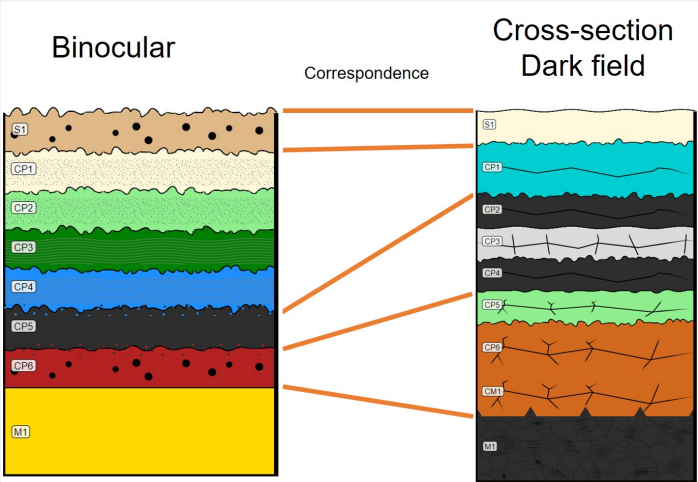 Binocular
Correspondence
Cross-section
Dark field
S1
CP1
CP2
CP3
CP4
CP5
CP6
M1
S1
CP1
CP2
CP3
CP4
CP5
CP6
CM1
M1